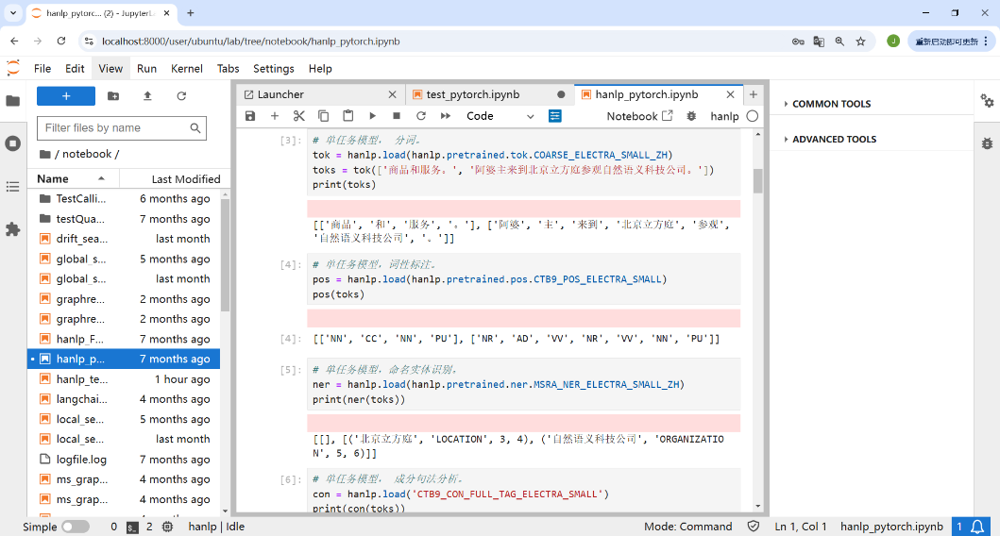 hanlp_pytorc... (2) - JupyterLa
localhost:8000/user/ubuntu/lab/tree/notebook/hanlp_pytorch.ipynb
J
重新启动即可更新
File Edit View Run Kernel Tabs Settings Help
Filter files by name
/ notebook /
Name Last Modified
TestCalli... 6 months ago
testQua... 7 months ago
drift_sea... last month
global_s... 5 months ago
global_s... last month
graphre... 2 months ago
graphre... 2 months ago
hanlp_F... 7 months ago
hanlp_p... 7 months ago
hanlp_te... 1 hour ago
langchai... 4 months ago
local_se... 5 months ago
local_se... last month
logfile.log 7 months ago
ms_grap... 4 months ago
ms_grap... 4 months ago
Launcher
test_pytorch.ipynb
hanlp_pytorch.ipynb
Code
Notebook
hanlp
[3]: # 单任务模型， 分词。
tok = hanlp.load(hanlp.pretrained.tok.COARSE_ELECTRA_SMALL_ZH)
toks = tok(['商品和服务。', '阿婆主来到北京立方庭参观自然语义科技公司。'])
print(toks)
[['商品', '和', '服务', '。'], ['阿婆', '主', '来到', '北京立方庭', '参观',
'自然语义科技公司', '。']]
[4]: # 单任务模型，词性标注。
pos = hanlp.load(hanlp.pretrained.pos.CTB9_POS_ELECTRA_SMALL)
pos(toks)
[4]: [['NN', 'CC', 'NN', 'PU'], ['NR', 'AD', 'VV', 'NR', 'VV', 'NN', 'PU']]
[5]: # 单任务模型，命名实体识别。
ner = hanlp.load(hanlp.pretrained.ner.MSRA_NER_ELECTRA_SMALL_ZH)
print(ner(toks))
[[], [('北京立方庭', 'LOCATION', 3, 4), ('自然语义科技公司', 'ORGANIZATIO
N', 5, 6)]]
[6]: # 单任务模型， 成分句法分析。
con = hanlp.load('CTB9_CON_FULL_TAG_ELECTRA_SMALL')
print(con(toks))
COMMON TOOLS
ADVANCED TOOLS
Simple 0 2 hanlp | Idle Mode: Command Ln 1, Col 1 hanlp_pytorch.ipynb 1